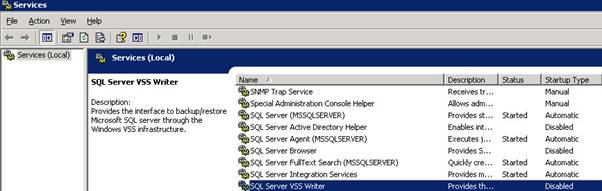 Services
File Action View Help
Services (Local)
Services (Local)
SQL Server VSS Writer
Description:
Provides the interface to backup/restore
Microsoft SQL server through the
Windows VSS infrastructure.
Name Description Status Startup Type
SNMP Trap Service Receives tr... Manual
Special Administration Console Helper Allows adm... Manual
SQL Server (MSSQLSERVER) Provides st... Started Automatic
SQL Server Active Directory Helper Enables int... Disabled
SQL Server Agent (MSSQLSERVER) Executes j... Started Automatic
SQL Server Browser Provides S... Disabled
SQL Server FullText Search (MSSQLSERVER) Quickly cre... Started Automatic
SQL Server Integration Services Provides m... Started Automatic
SQL Server VSS Writer Provides th... Disabled